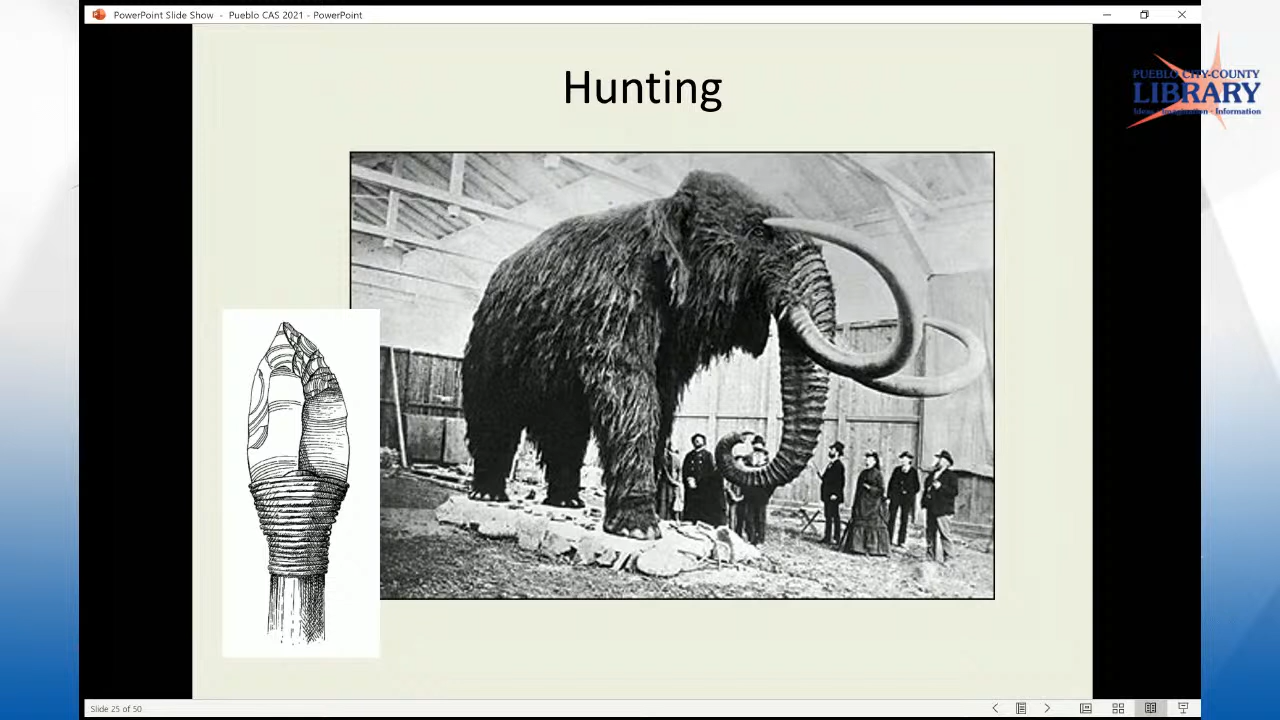 PowerPoint Slide Show - Pueblo CAS 2021 - PowerPoint
Hunting
PUEBLO CITY-COUNTY
LIBRARY
Ideas · Imagination · Information
Slide 25 of 50